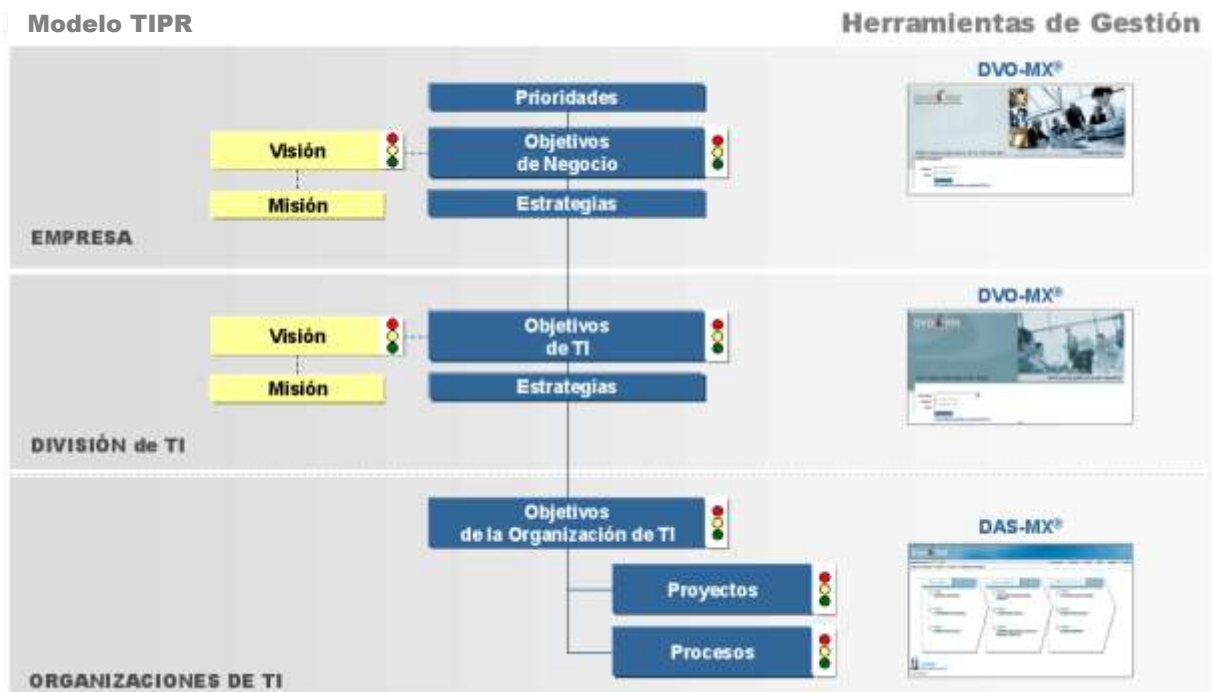 Modelo TIPR
Herramientas de Gestión
DVO-MX®
Prioridades
Visión
Objetivos
de Negocio
Misión
Estrategias
EMPRESA
DVO-MX®
Visión
Objetivos
de TI
Misión
Estrategias
DIVISIÓN de TI
Objetivos
de la Organización de TI
DAS-MX®
Proyectos
Procesos
ORGANIZACIONES DE TI